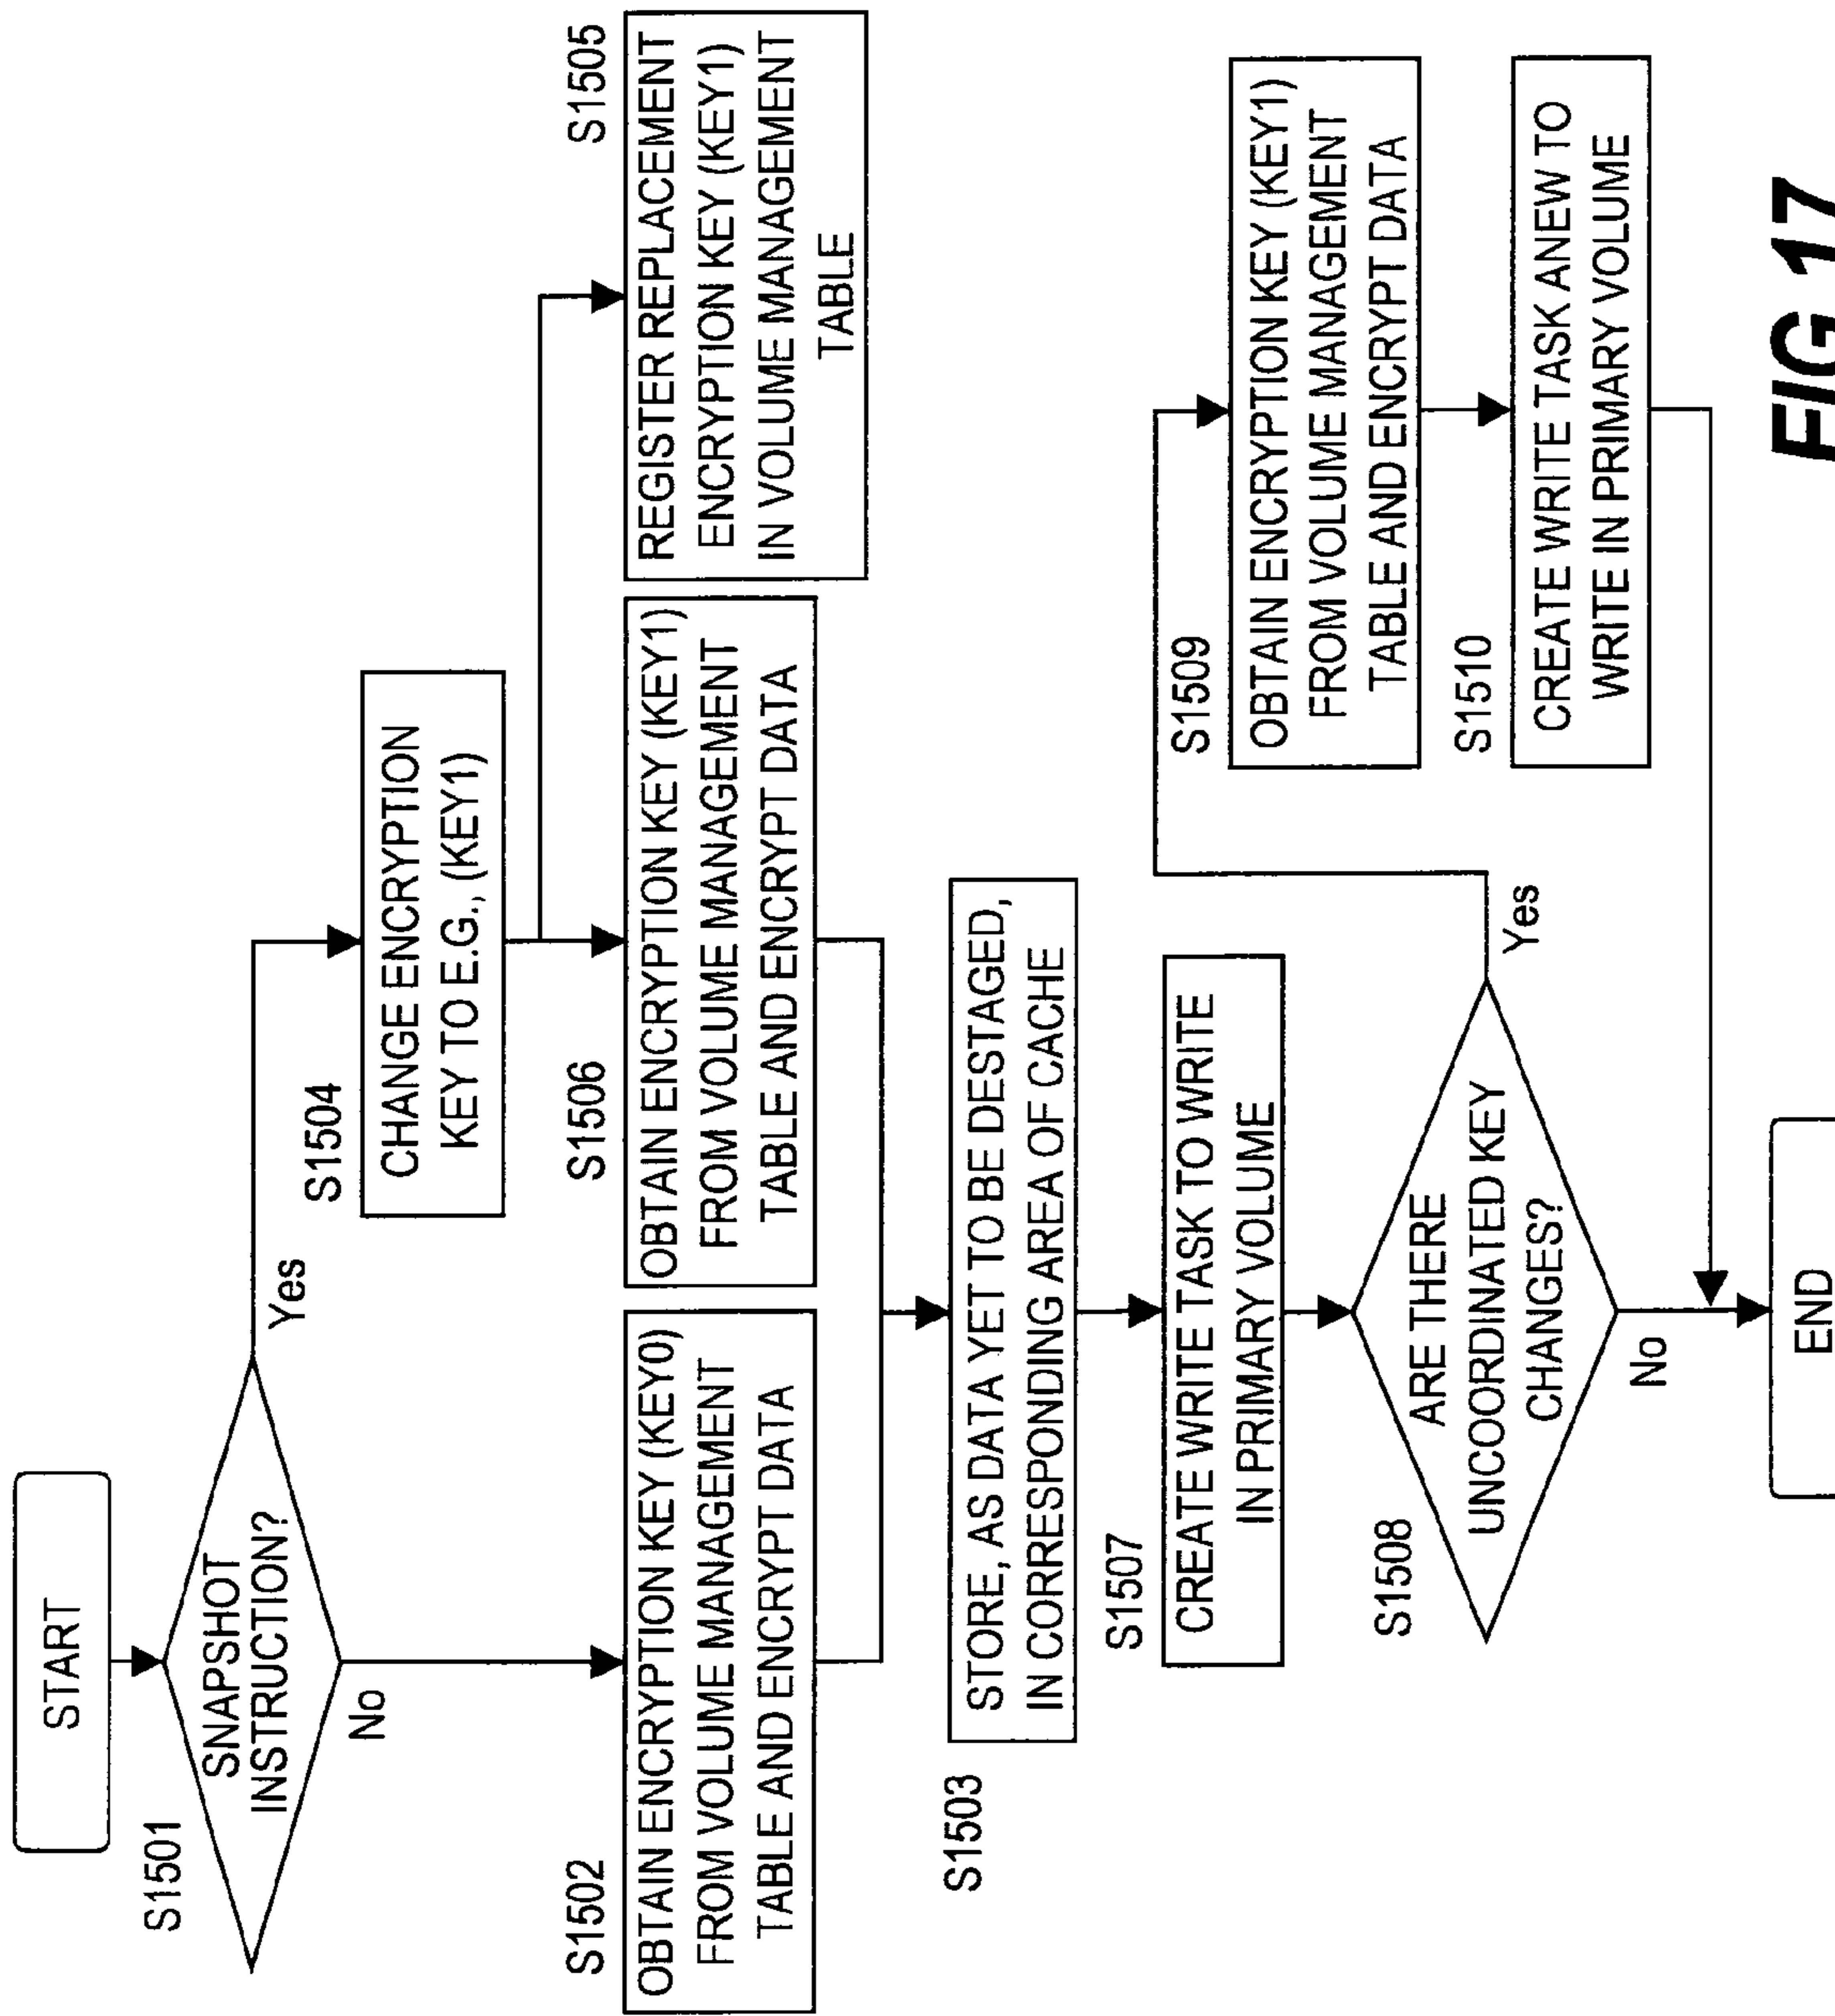 START
S1501
SNAPSHOT
INSTRUCTION?
Yes
No
S1504
CHANGE ENCRYPTION
KEY TO E.G., (KEY1)
S1502
OBTAIN ENCRYPTION KEY (KEY0)
FROM VOLUME MANAGEMENT
TABLE AND ENCRYPT DATA
S1506
OBTAIN ENCRYPTION KEY (KEY1)
FROM VOLUME MANAGEMENT
TABLE AND ENCRYPT DATA
S1505
REGISTER REPLACEMENT
ENCRYPTION KEY (KEY1)
IN VOLUME MANAGEMENT
TABLE
S1503
STORE, AS DATA YET TO BE DESTAGED,
IN CORRESPONDING AREA OF CACHE
S1507
CREATE WRITE TASK TO WRITE
IN PRIMARY VOLUME
S1508
ARE THERE
UNCOORDINATED KEY
CHANGES?
Yes
No
S1509
OBTAIN ENCRYPTION KEY (KEY1)
FROM VOLUME MANAGEMENT
TABLE AND ENCRYPT DATA
S1510
CREATE WRITE TASK ANEW TO
WRITE IN PRIMARY VOLUME
END
FIG 17